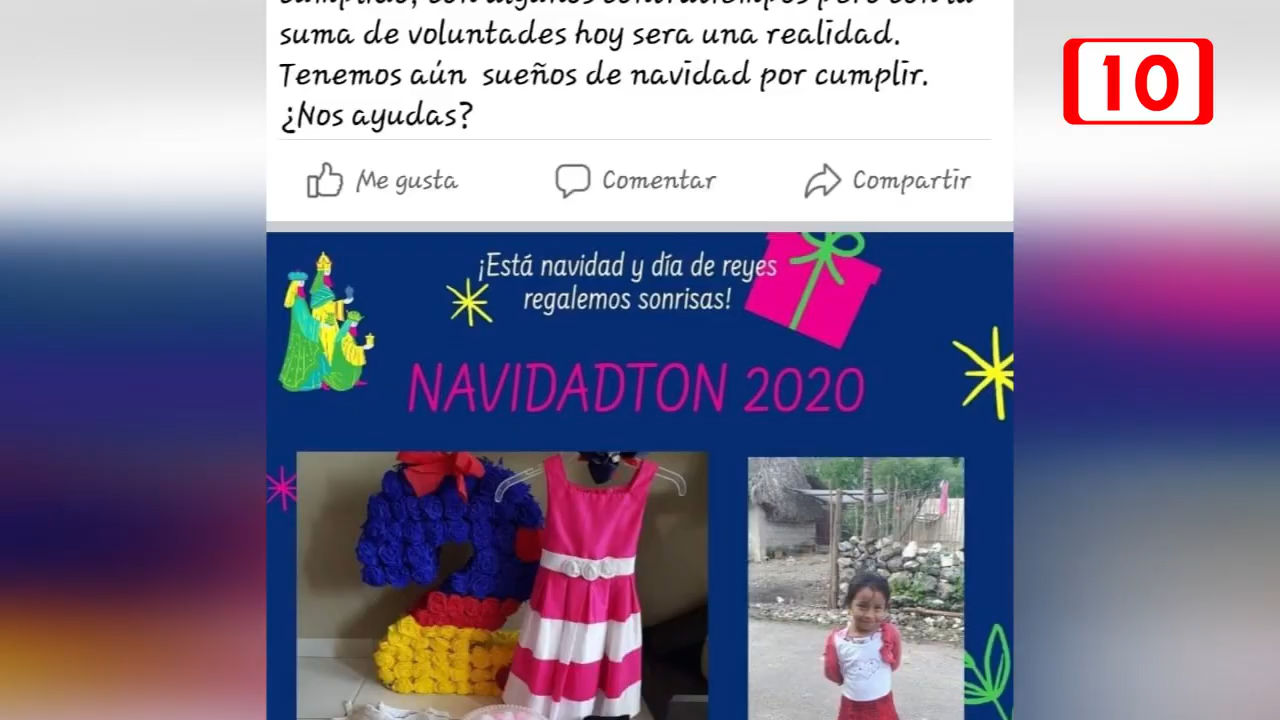 suma de voluntades hoy sera una realidad.
Tenemos aún sueños de navidad por cumplir.
¿Nos ayudas?
Me gusta
Comentar
Compartir
10
¡Está navidad y día de reyes
regalemos sonrisas!
NAVIDADTON 2020